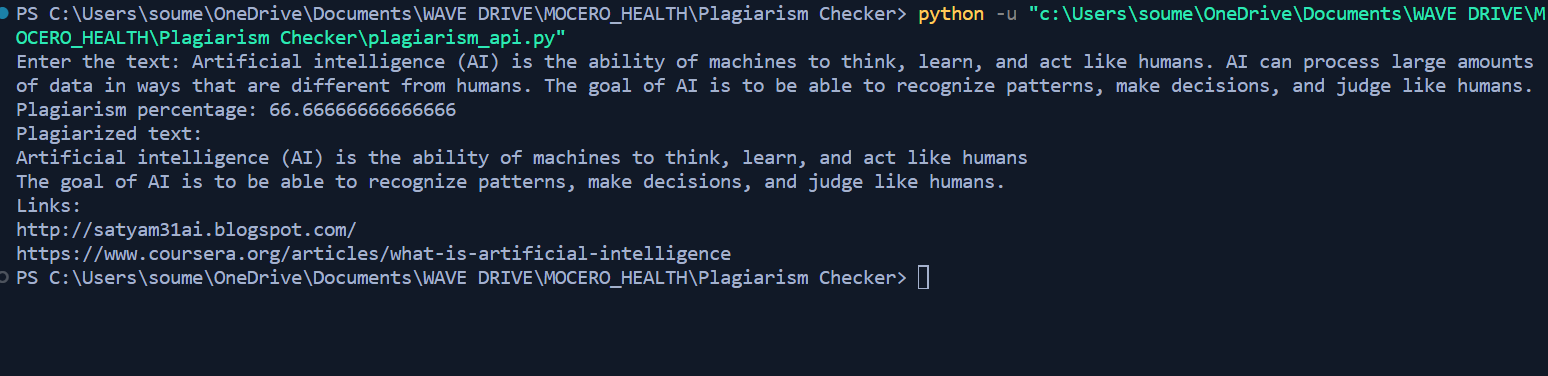 PS C:\Users\soume\OneDrive\Documents\WAVE DRIVE\MOCERO_HEALTH\Plagiarism Checker> python -u "c:\Users\soume\OneDrive\Documents\WAVE DRIVE\M
OCERO_HEALTH\Plagiarism Checker\plagiarism_api.py"
Enter the text: Artificial intelligence (AI) is the ability of machines to think, learn, and act like humans. AI can process large amounts
of data in ways that are different from humans. The goal of AI is to be able to recognize patterns, make decisions, and judge like humans.
Plagiarism percentage: 66.66666666666666
Plagiarized text:
Artificial intelligence (AI) is the ability of machines to think, learn, and act like humans
The goal of AI is to be able to recognize patterns, make decisions, and judge like humans.
Links:
http://satyam31ai.blogspot.com/
https://www.coursera.org/articles/what-is-artificial-intelligence
PS C:\Users\soume\OneDrive\Documents\WAVE DRIVE\MOCERO_HEALTH\Plagiarism Checker>